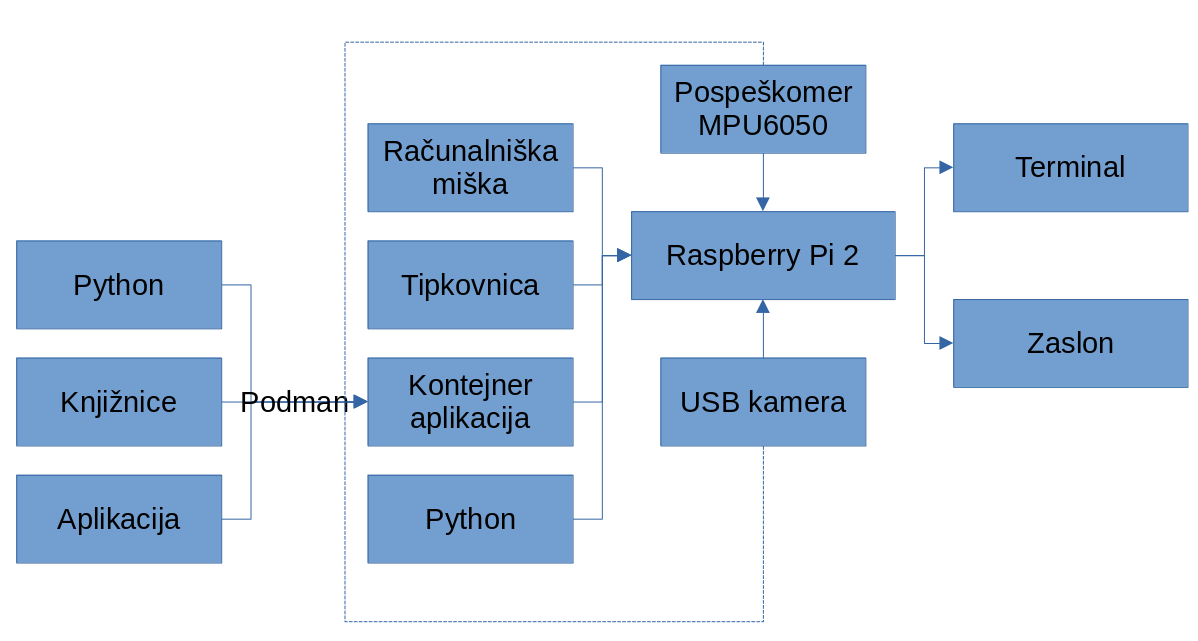 Python
Knjižnice
Aplikacija
Podman
Računalniška
miška
Tipkovnica
Kontejner
aplikacija
Python
Pospeškomer
MPU6050
Raspberry Pi 2
USB kamera
Terminal
Zaslon